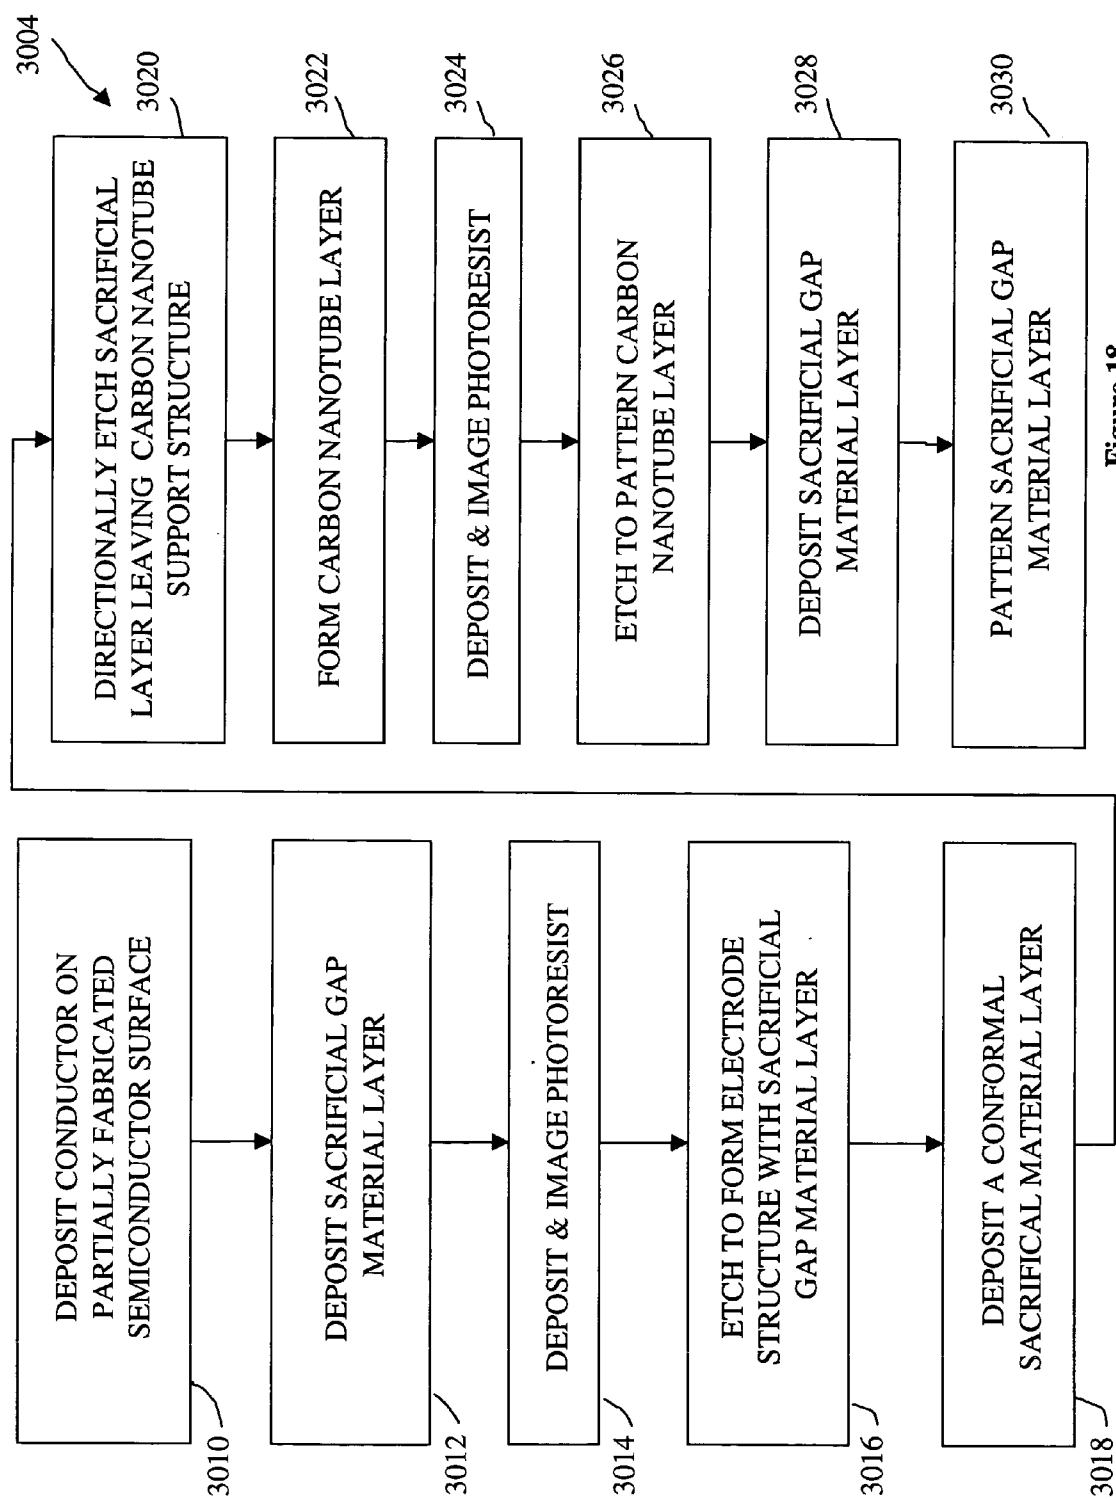 3004
DEPOSIT CONDUCTOR ON
PARTIALLY FABRICATED
SEMICONDUCTOR SURFACE
3010
DEPOSIT SACRIFICIAL GAP
MATERIAL LAYER
3012
DEPOSIT & IMAGE PHOTORESIST
3014
ETCH TO FORM ELECTRODE
STRUCTURE WITH SACRIFICIAL
GAP MATERIAL LAYER
3016
DEPOSIT A CONFORMAL
SACRIFICAL MATERIAL LAYER
3018
DIRECTIONALLY ETCH SACRIFICIAL
LAYER LEAVING CARBON NANOTUBE
SUPPORT STRUCTURE
3020
FORM CARBON NANOTUBE LAYER
3022
DEPOSIT & IMAGE PHOTORESIST
3024
ETCH TO PATTERN CARBON
NANOTUBE LAYER
3026
DEPOSIT SACRIFICIAL GAP
MATERIAL LAYER
3028
PATTERN SACRIFICIAL GAP
MATERIAL LAYER
3030
Figure 18